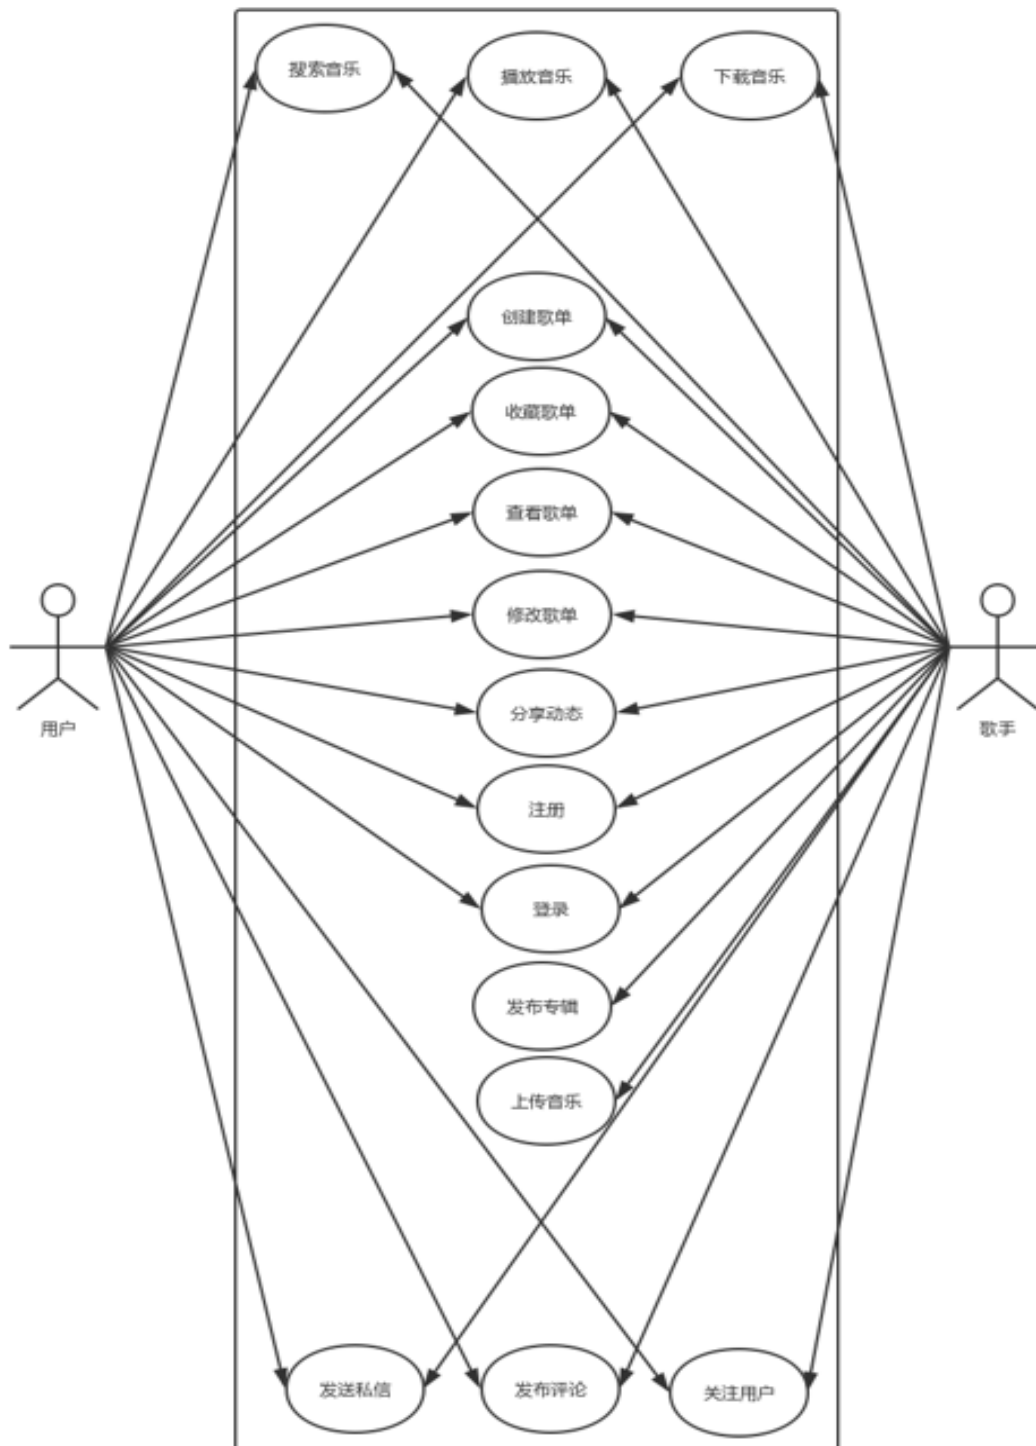 搜索音乐
播放音乐
下载音乐
创建歌单
收藏歌单
查看歌单
修改歌单
分享动态
用户
歌手
注册
登录
发布专辑
上传音乐
发送私信
发布评论
关注用户